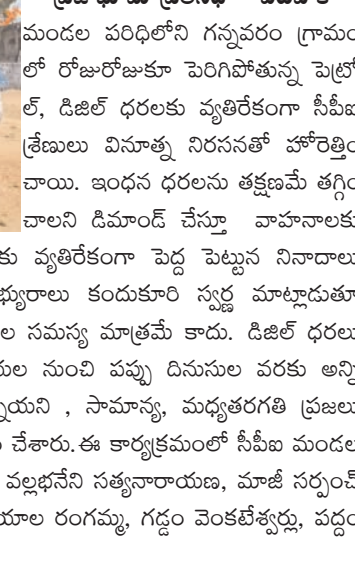 మండల పరిధిలోని గన్నవరం గ్రామం
లో రోజురోజుకూ పెరిగిపోతున్న పెట్రో
ల్, డిజిల్ ధరలకు వ్యతిరేకంగా సీపీఐ
శ్రేణులు వినూత్న నిరసనతో హోరెత్తిం
చాయి. ఇంధన ధరలను తక్షణమే తగ్గిం
చాలని డిమాండ్ చేస్తూ వాహనాలకు
కు వ్యతిరేకంగా పెద్ద పెట్టున నినాదాలు
భ్యురాలు కందుకూరి స్వర్ణ మాట్లాడుతూ
ల సమస్య మాత్రమే కాదు. డిజిల్ ధరలు
నుంచి పప్పు దినుసుల వరకు అన్ని
న్నాయని , సామాన్య, మధ్యతరగతి ప్రజలు
చేశారు.ఈ కార్యక్రమంలో సీపీఐ మండల
వల్లభనేని సత్యనారాయణ, మాజీ సర్పంచ్
యాల రంగమ్మ, గడ్డం వెంకటేశ్వర్లు, పద్దం